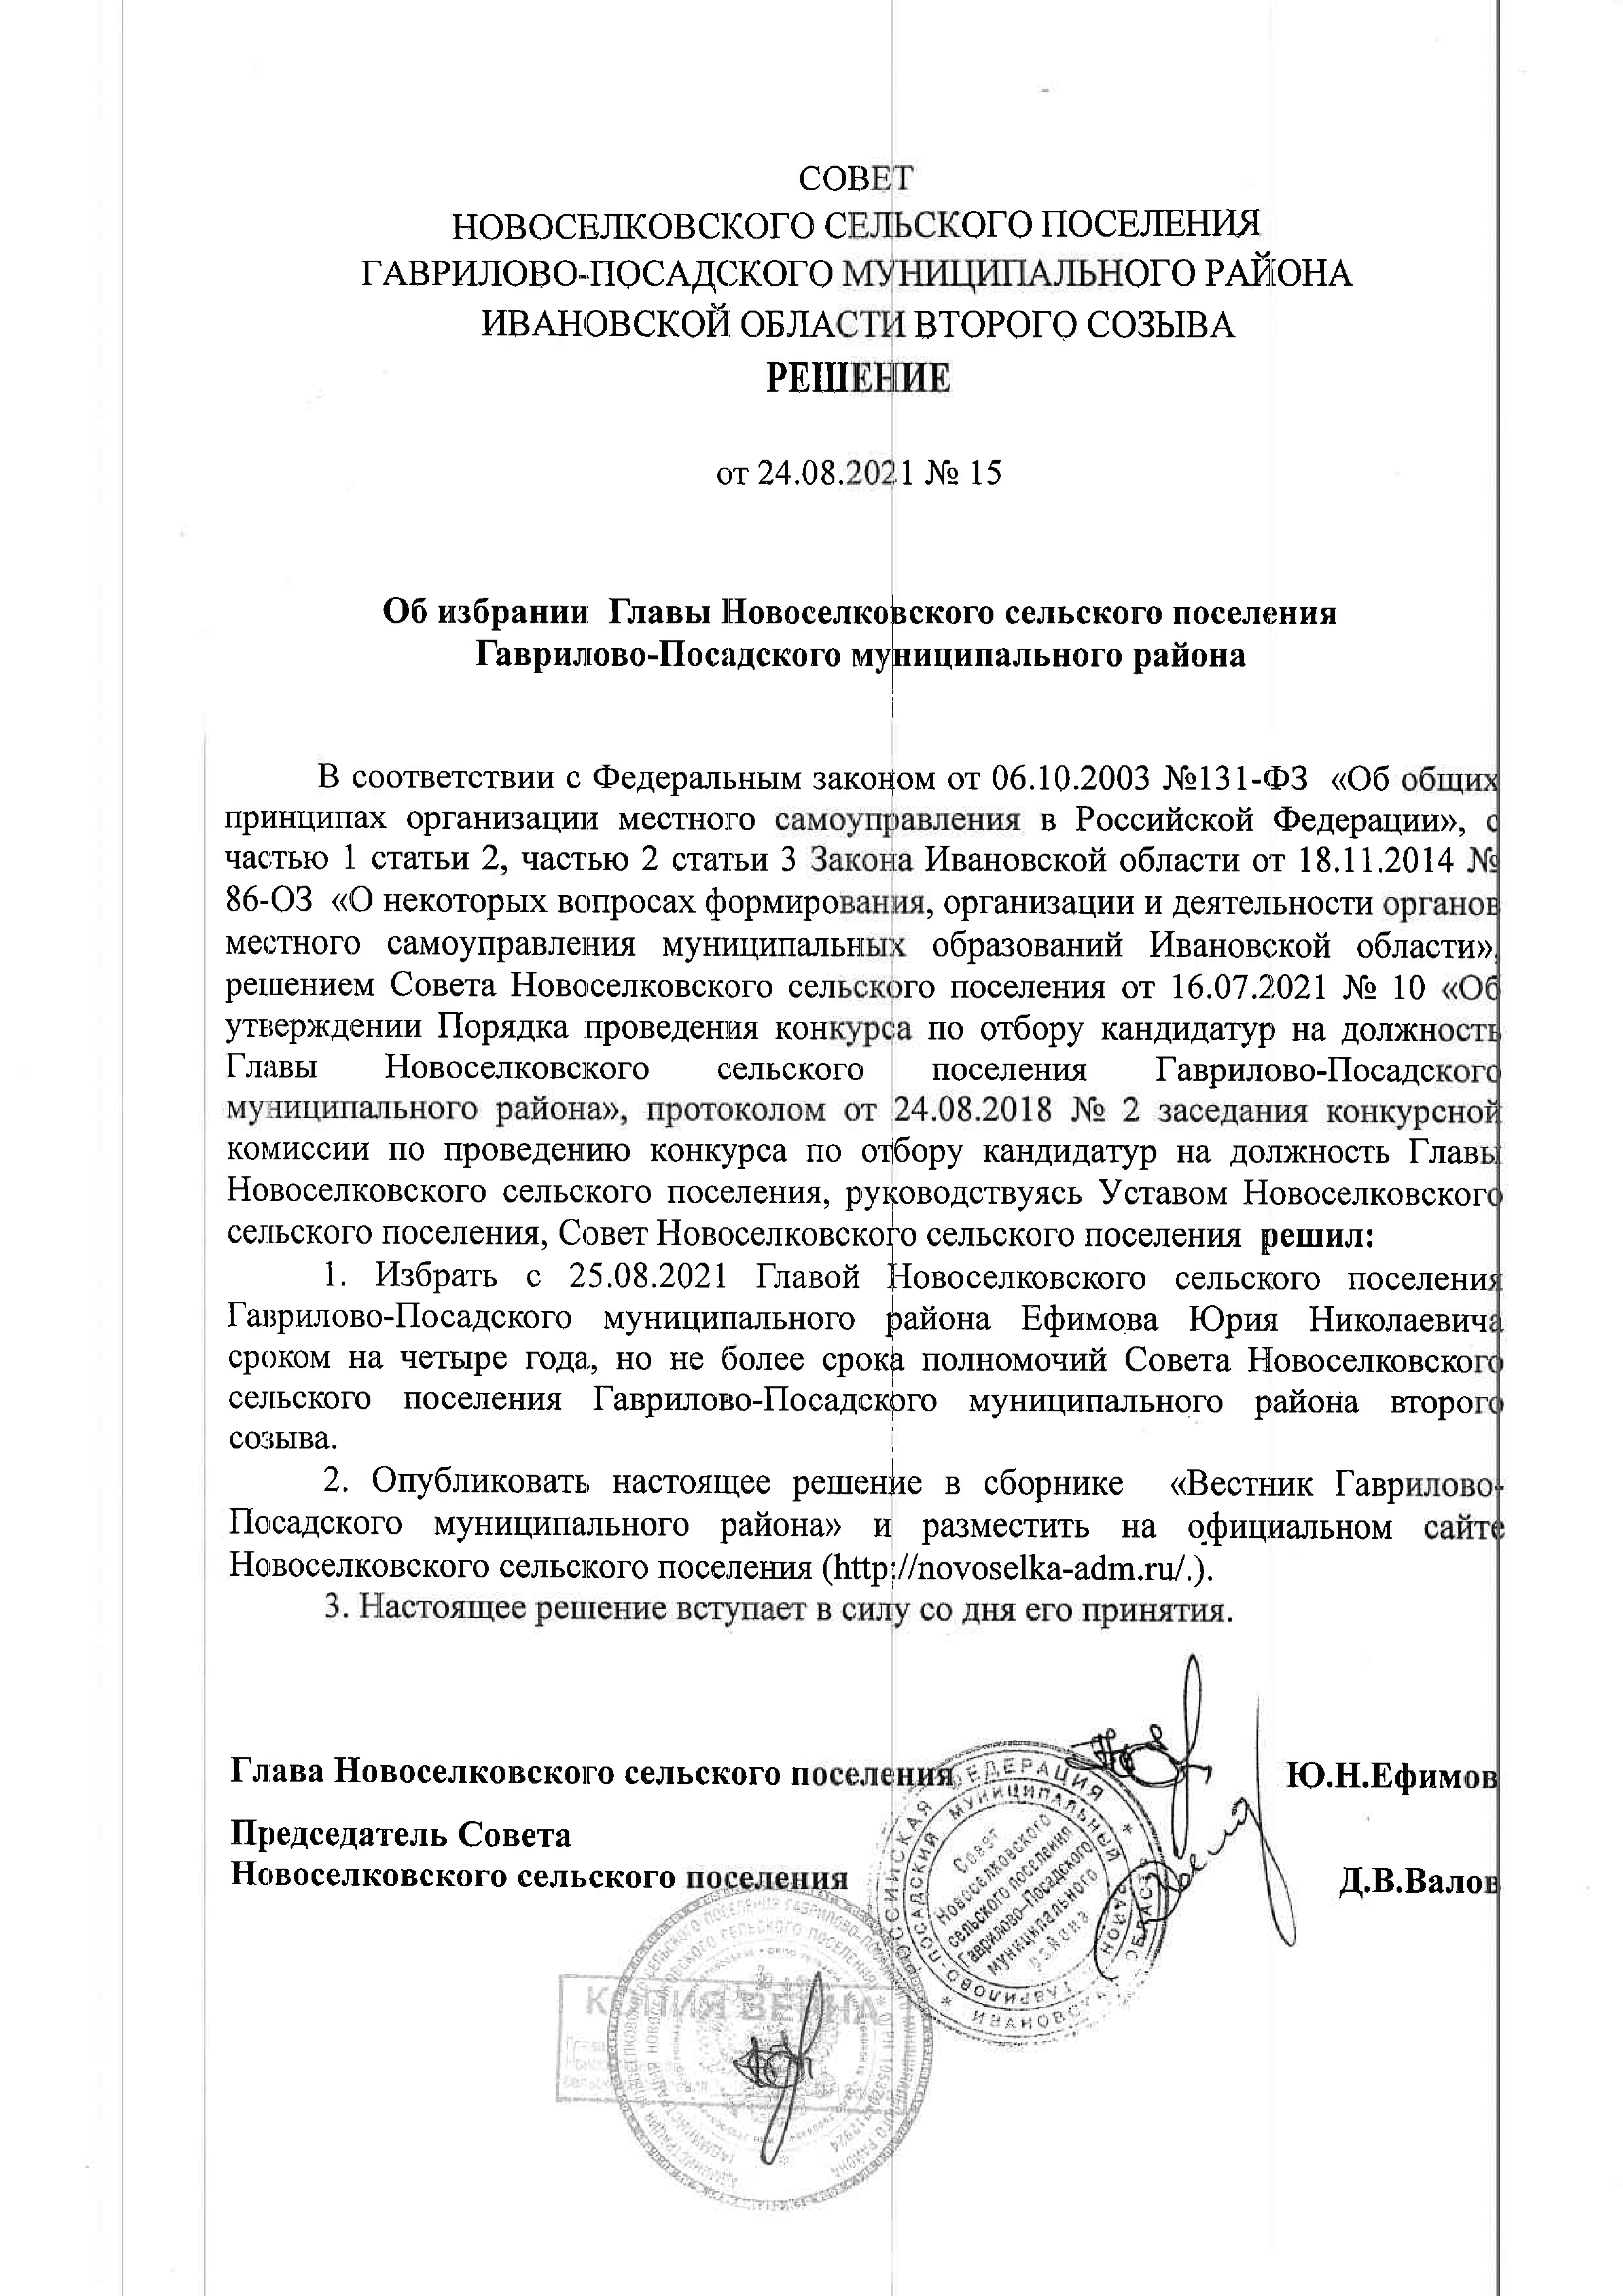 СОВЕТ
НОВОСЕЛКОВСКОГО СЕЛЬСКОГО ПОСЕЛЕНИЯ
ГАВРИЛОВО-ПОСАДСКОГО МУНИЦИПАЛЬНОГО РАЙОНА
ИВАНОВСКОЙ ОБЛАСТИ ВТОРОГО СОЗЫВА
РЕШЕНИЕ
от 24.08.2021 № 15
Об избрании Главы Новоселковского сельского поселения
Гаврилово-Посадского муниципального района
В соответствии с Федеральным законом от 06.10.2003 №131-ФЗ «Об общих
принципах организации местного самоуправления в Российской Федерации», с
частью 1 статьи 2, частью 2 статьи 3 Закона Ивановской области от 18.11.2014 №
86-ОЗ «О некоторых вопросах формирования, организации и деятельности органов
местного самоуправления муниципальных образований Ивановской области»,
решением Совета Новоселковского сельского поселения от 16.07.2021 № 10 «Об
утверждении Порядка проведения конкурса по отбору кандидатур на должность
Главы Новоселковского сельского поселения Гаврилово-Посадского
муниципального района», протоколом от 24.08.2018 № 2 заседания конкурсной
комиссии по проведению конкурса по отбору кандидатур на должность Главы
Новоселковского сельского поселения, руководствуясь Уставом Новоселковского
сельского поселения, Совет Новоселковского сельского поселения решил:
1. Избрать с 25.08.2021 Главой Новоселковского сельского поселения
Гаврилово-Посадского муниципального района Ефимова Юрия Николаевича
сроком на четыре года, но не более срока полномочий Совета Новоселковского
сельского поселения Гаврилово-Посадского муниципального района второго
созыва.
2. Опубликовать настоящее решение в сборнике «Вестник Гаврилово-
Посадского муниципального района» и разместить на официальном сайте
Новоселковского сельского поселения (http://novoselka-adm.ru/.).
3. Настоящее решение вступает в силу со дня его принятия.
Глава Новоселковского сельского поселения Ю.Н.Ефимов
Председатель Совета
Новоселковского сельского поселения Д.В.Валов
РОССИЙСКАЯ ФЕДЕРАЦИЯ * ИВАНОВСКАЯ ОБЛАСТЬ *
ГАВРИЛОВО-ПОСАДСКИЙ МУНИЦИПАЛЬНЫЙ РАЙОН
Совет
Новоселковского
сельского поселения
Гаврилово-Посадского
муниципального
района
КОПИЯ ВЕРНА